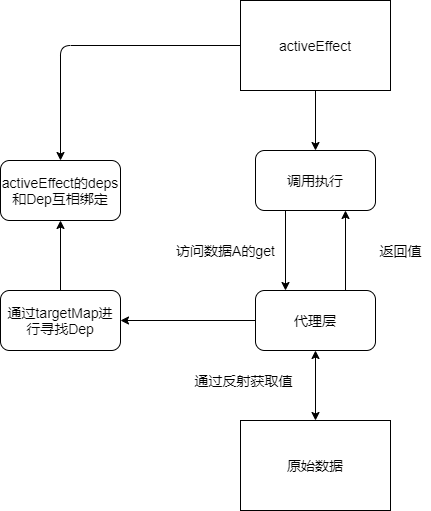 activeEffect
activeEffect的deps
和Dep互相绑定
调用执行
访问数据A的get
返回值
通过targetMap进
行寻找Dep
代理层
通过反射获取值
原始数据